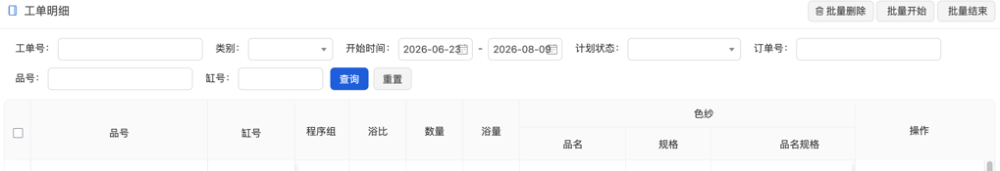 工单明细 批量删除 批量开始 批量结束
工单号: 类别: 开始时间: 2026-06-23 - 2026-08-09 计划状态: 订单号:
品号: 缸号: 查询 重置
品号 缸号 程序组 浴比 数量 浴量 色纱 操作
品名 规格 品名规格